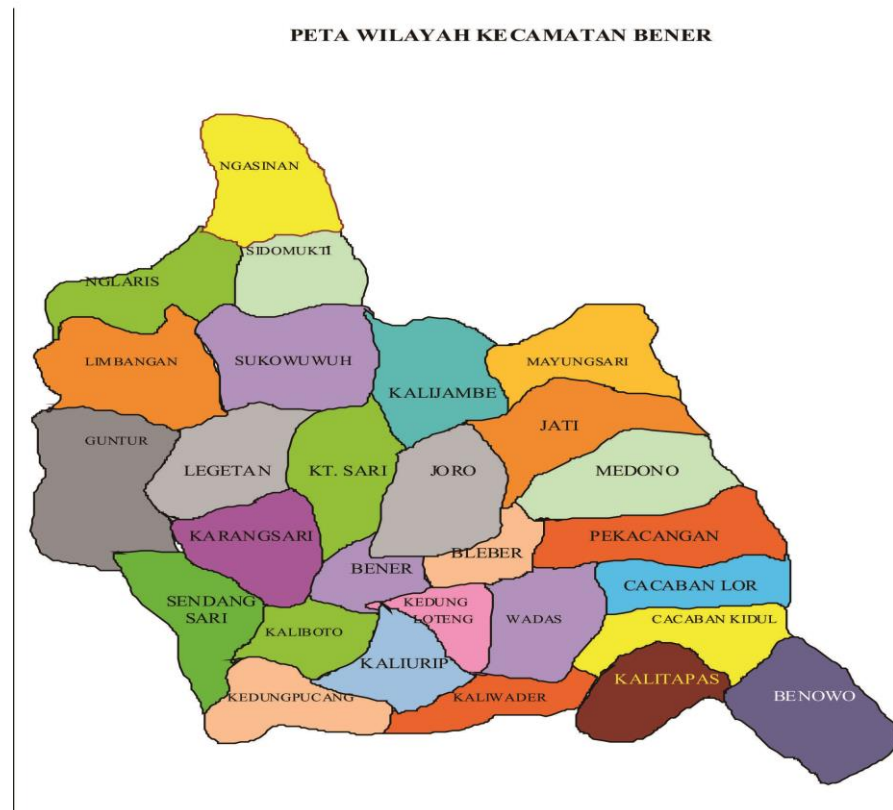 PETA WILAYAH KECAMATAN BENER
NGASINAN
SIDOMUKTI
NGLARIS
LIMBANGAN
SUKOWUWUH
KALIJAMBE
MAYUNGSARI
GUNTUR
LEGETAN
KT. SARI
JORO
JATI
MEDONO
KARANGSARI
BENER
BLEBER
PEKACANGAN
SENDANG
SARI
KALIBOTO
KEDUNG
LOTENG
WADAS
CACABAN LOR
CACABAN KIDUL
KALIURIP
KEDUNGPUCANG
KALIWADER
KALITAPAS
BENOWO